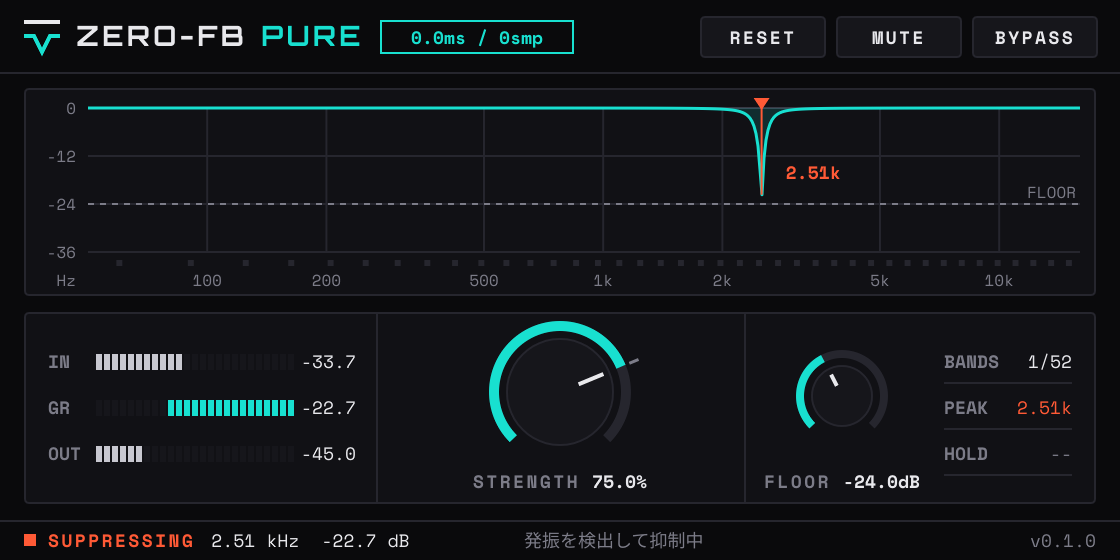 ZERO-FB PURE 0.0ms / 0smp RESET MUTE BYPASS
0
-12
2.51k
-24 FLOOR
-36
Hz 100 200 500 1k 2k 5k 10k
IN -33.7
GR -22.7
OUT -45.0
STRENGTH 75.0%
FLOOR -24.0dB
BANDS 1/52
PEAK 2.51k
HOLD --
SUPPRESSING 2.51 kHz -22.7 dB 発振を検出して抑制中 v0.1.0